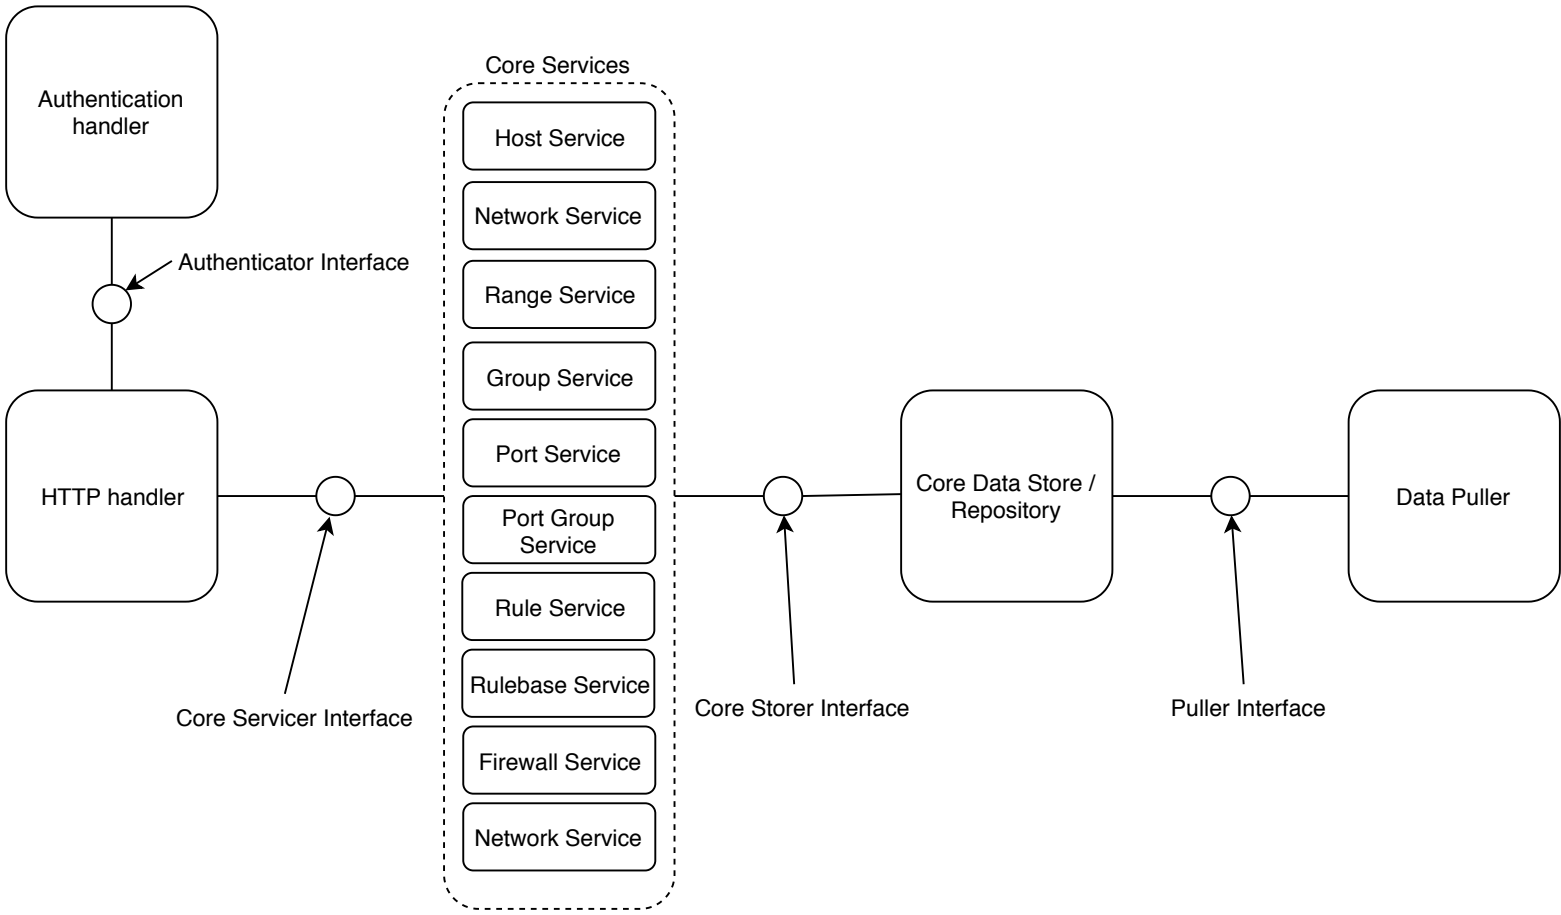 Core Services
Authentication
handler
Host Service
Network Service
Authenticator Interface
Range Service
Group Service
Port Service
HTTP handler
Port Group
Service
Core Data Store /
Repository
Data Puller
Rule Service
Rulebase Service
Core Servicer Interface
Core Storer Interface
Puller Interface
Firewall Service
Network Service